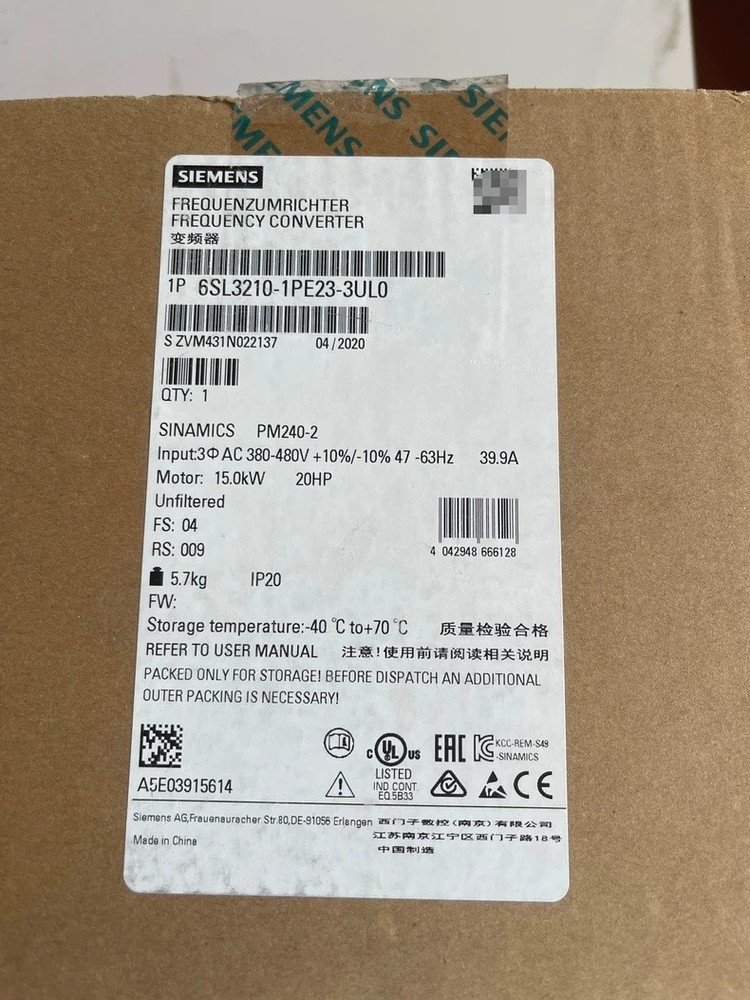 SIEMENS
SIEMENS
FREQUENZUMRICHTER
FREQUENCY CONVERTER
变频器
1P 6SL3210-1PE23-3UL0
S ZVM431N022137 04/2020
QTY: 1
SINAMICS PM240-2
Input:3Φ AC 380-480V +10%/-10% 47 -63Hz 39.9A
Motor: 15.0kW 20HP
Unfiltered
FS: 04
RS: 009
4 042948 666128
5.7kg IP20
FW:
Storage temperature:-40 °C to+70 °C 质量检验合格
REFER TO USER MANUAL 注意!使用前请阅读相关说明
PACKED ONLY FOR STORAGE! BEFORE DISPATCH AN ADDITIONAL
OUTER PACKING IS NECESSARY!
c UL us EAC KCC-REM-S49
-SINAMICS
LISTED
IND CONT
EQ.5B33
CE
A5E03915614
Siemens AG,Frauenauracher Str.80,DE-91056 Erlangen 西门子数控(南京)有限公司
江苏南京江宁区西门子路18号
Made in China
中国制造